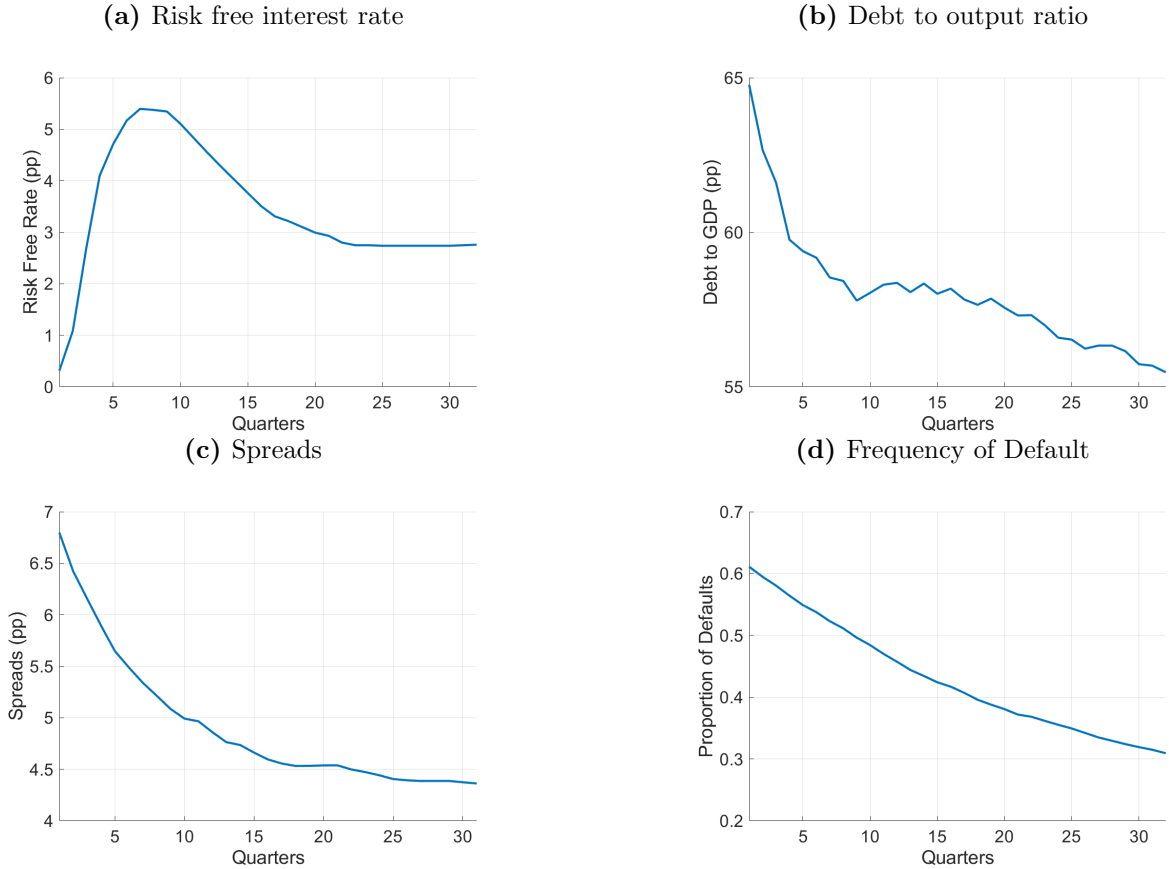 (a) Risk free interest rate
6
5
4
3
2
1
0
Risk Free Rate (pp)
5 10 15 20 25 30
Quarters
(b) Debt to output ratio
65
60
55
Debt to GDP (pp)
5 10 15 20 25 30
Quarters
(c) Spreads
7
6.5
6
5.5
5
4.5
4
Spreads (pp)
5 10 15 20 25 30
Quarters
(d) Frequency of Default
0.7
0.6
0.5
0.4
0.3
0.2
Proportion of Defaults
5 10 15 20 25 30
Quarters